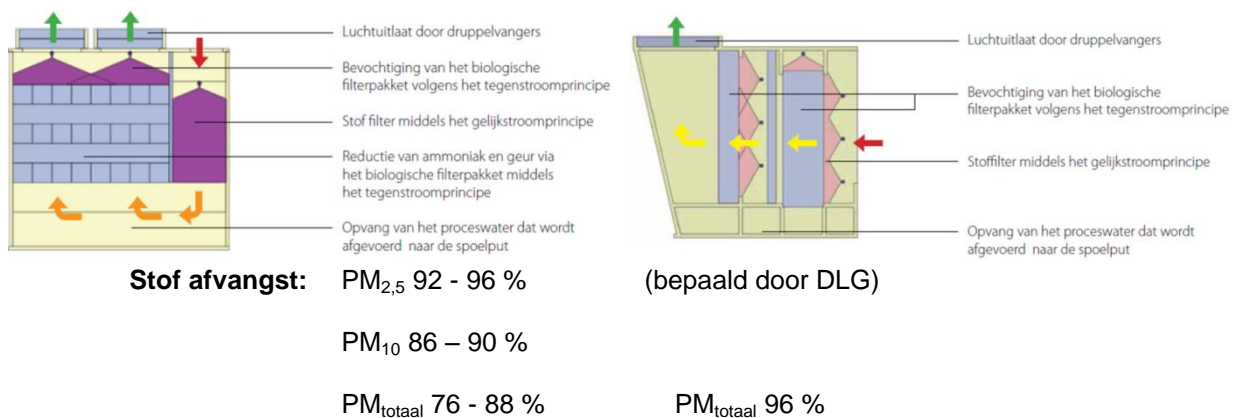 Luchtuitlaat door druppelvangers
Bevochtiging van het biologische
filterpakket volgens het tegenstroomprincipe
Stof filter middels het gelijkstroomprincipe
Reductie van ammoniak en geur via
het biologische filterpakket middels
het tegenstroomprincipe
Opvang van het proceswater dat wordt
afgevoerd naar de spoelput
Luchtuitlaat door druppelvangers
Bevochtiging van het biologische
filterpakket volgens het tegenstroomprincipe
Stoffilter middels het gelijkstroomprincipe
Opvang van het proceswater dat wordt
afgevoerd naar de spoelput
Stof afvangst: PM2,5 92 - 96 % (bepaald door DLG)
PM10 86 – 90 %
PMtotaal 76 - 88 % PMtotaal 96 %